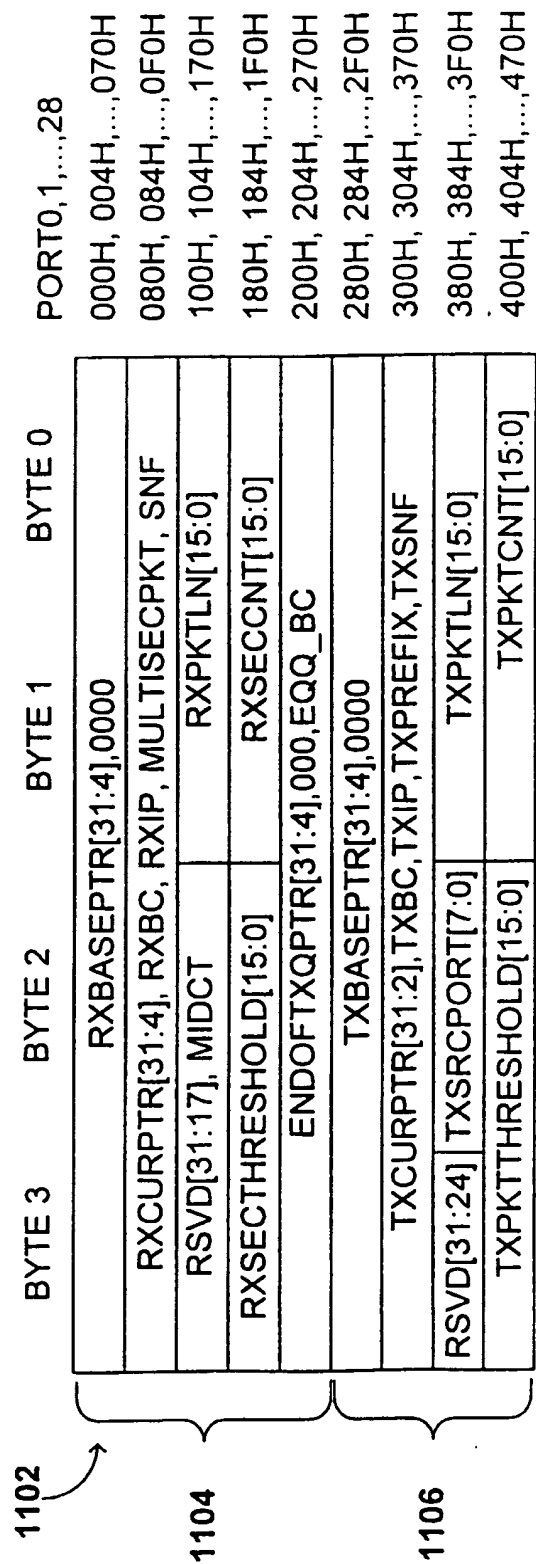 1102
BYTE 3 BYTE 2 BYTE 1 BYTE 0 PORT0,1,...,28
RXBASEPTR[31:4],0000 000H, 004H,...,070H
RXCURPTR[31:4], RXBC, RXIP, MULTISECPKT, SNF 080H, 084H,...,0F0H
RSVD[31:17], MIDCT RXPKTLN[15:0] 100H, 104H,...,170H
1104
RXSECTHRESHOLD[15:0] RXSECCNT[15:0] 180H, 184H,...,1F0H
ENDOFTXQPTR[31:4],000,EQQ_BC 200H, 204H,...,270H
TXBASEPTR[31:4],0000 280H, 284H,...,2F0H
TXCURPTR[31:2],TXBC,TXIP,TXPREFIX,TXSNF 300H, 304H,...,370H
1106
RSVD[31:24] TXSRCPORT[7:0] TXPKTLN[15:0] 380H, 384H,...,3F0H
TXPKTTHRESHOLD[15:0] TXPKTCNT[15:0] 400H, 404H,...,470H